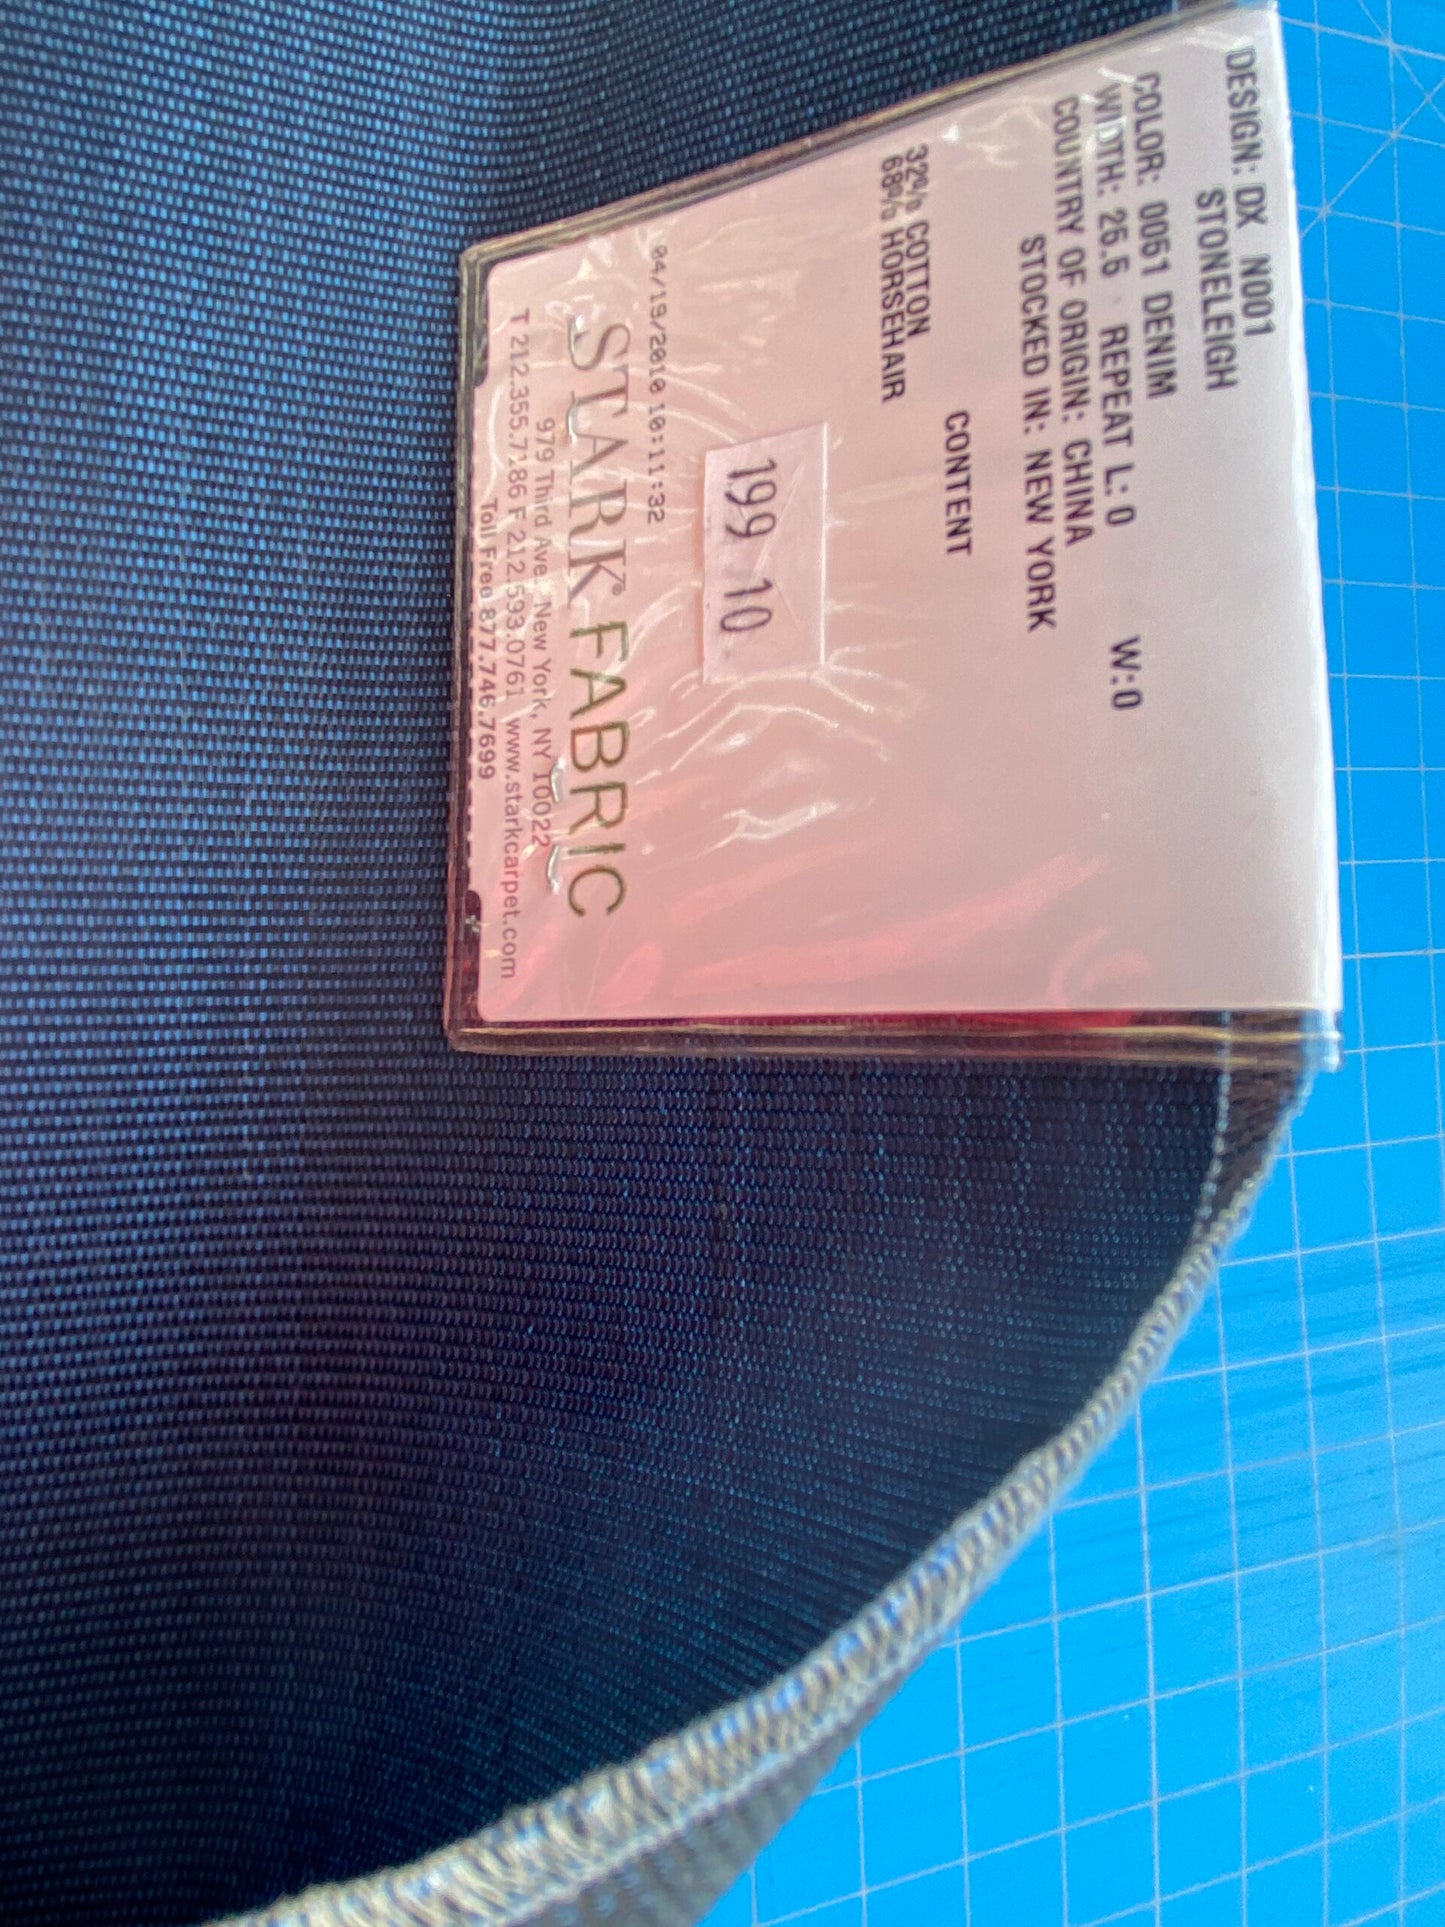 DESIGN: DX N001
STONELEIGH
COLOR: 0051 DENIM
WIDTH: 26.5 REPEAT L: 0 W: 0
COUNTRY OF ORIGIN: CHINA
STOCKED IN: NEW YORK
CONTENT
32% COTTON
68% HORSEHAIR
199 10
04/19/2010 10:11:32
STARK® FABRIC
979 Third Ave. New York, NY 10022
T 212.355.7186 F 212.593.0761 www.starkcarpet.com
Toll Free 877.746.7699